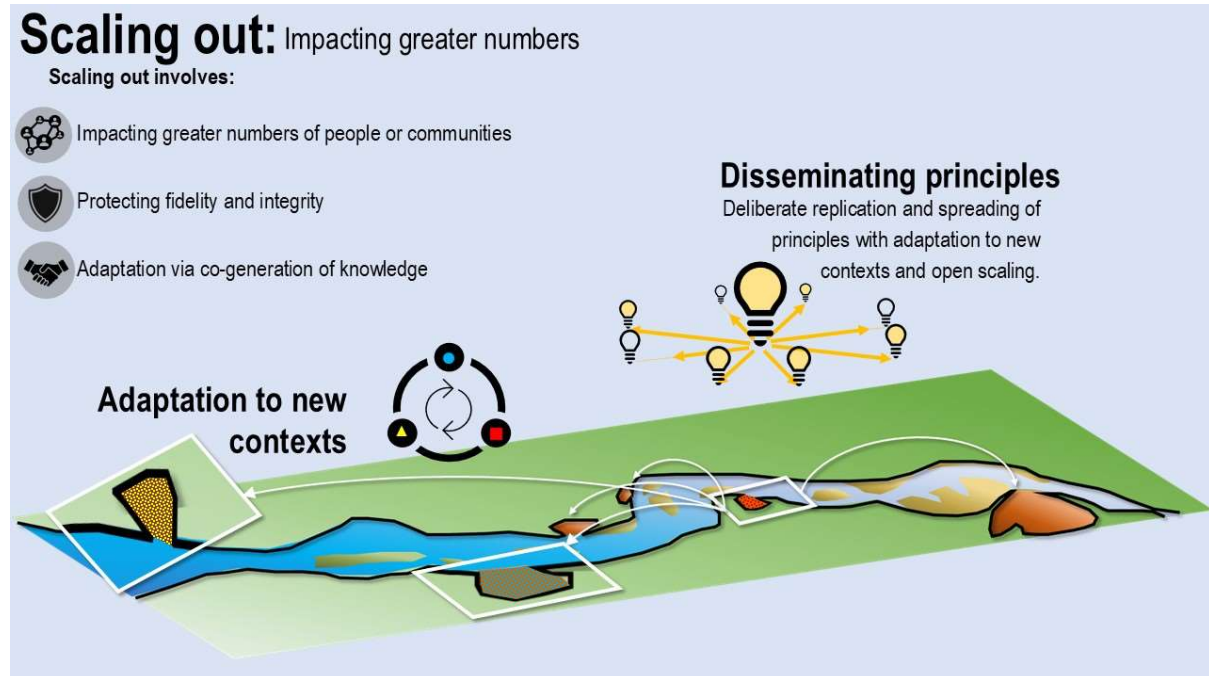 Scaling out: Impacting greater numbers
Scaling out involves:
Impacting greater numbers of people or communities
Protecting fidelity and integrity
Adaptation via co-generation of knowledge
Disseminating principles
Deliberate replication and spreading of
principles with adaptation to new
contexts and open scaling.
Adaptation to new
contexts